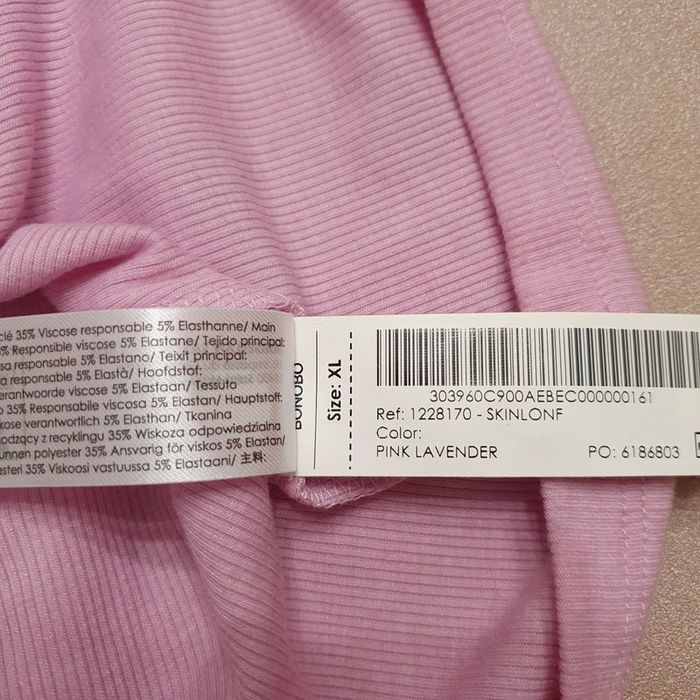 clé 35% Viscose responsable 5% Elasthanne/ Main
% Responsible viscose 5% Elastane/ Tejido principal:
sa responsable 5% Elastano/ Teixit principal:
a responsable 5% Elastà/ Hoofdstof:
verantwoorde viscose 5% Elastaan/ Tessuto
35% Responsabile viscosa 5% Elastan/ Hauptstoff:
kose verantwortlich 5% Elasthan/ Tkanina
hodzący z recyklingu 35% Wiskoza odpowiedzialna
unnen polyester 35% Ansvarig för viskos 5% Elastan/
esteri 35% Viskoosi vastuussa 5% Elastaani/ 主料:
BONOBO
Size: XL
303960C900AEBEC000000161
Ref: 1228170 - SKINLONF
Color:
PINK LAVENDER
PO: 6186803